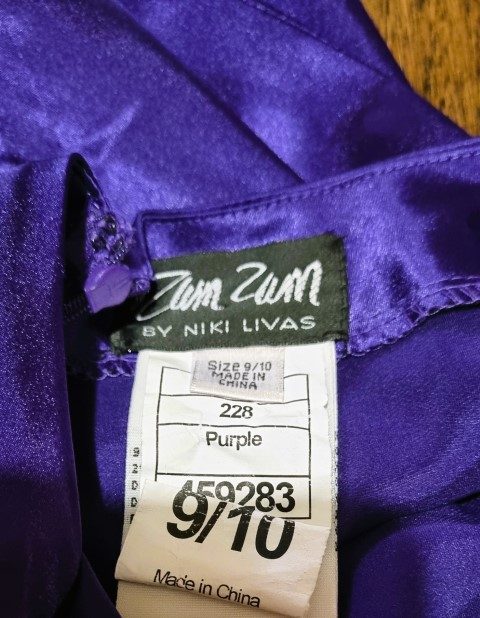 Zum Zum
BY NIKI LIVAS
Size 9/10
MADE IN
CHINA
228
Purple
459283
9/10
Made in China